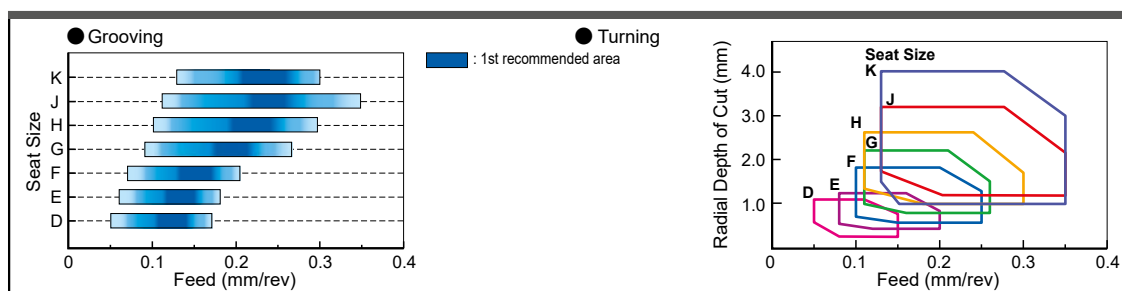 ● Grooving
: 1st recommended area
Seat Size
K
J
H
G
F
E
D
0
0.1
0.2
0.3
0.4
Feed (mm/rev)
● Turning
Radial Depth of Cut (mm)
4.0
3.0
2.0
1.0
Seat Size
K
J
H
G
F
E
D
0
0.1
0.2
0.3
0.4
Feed (mm/rev)